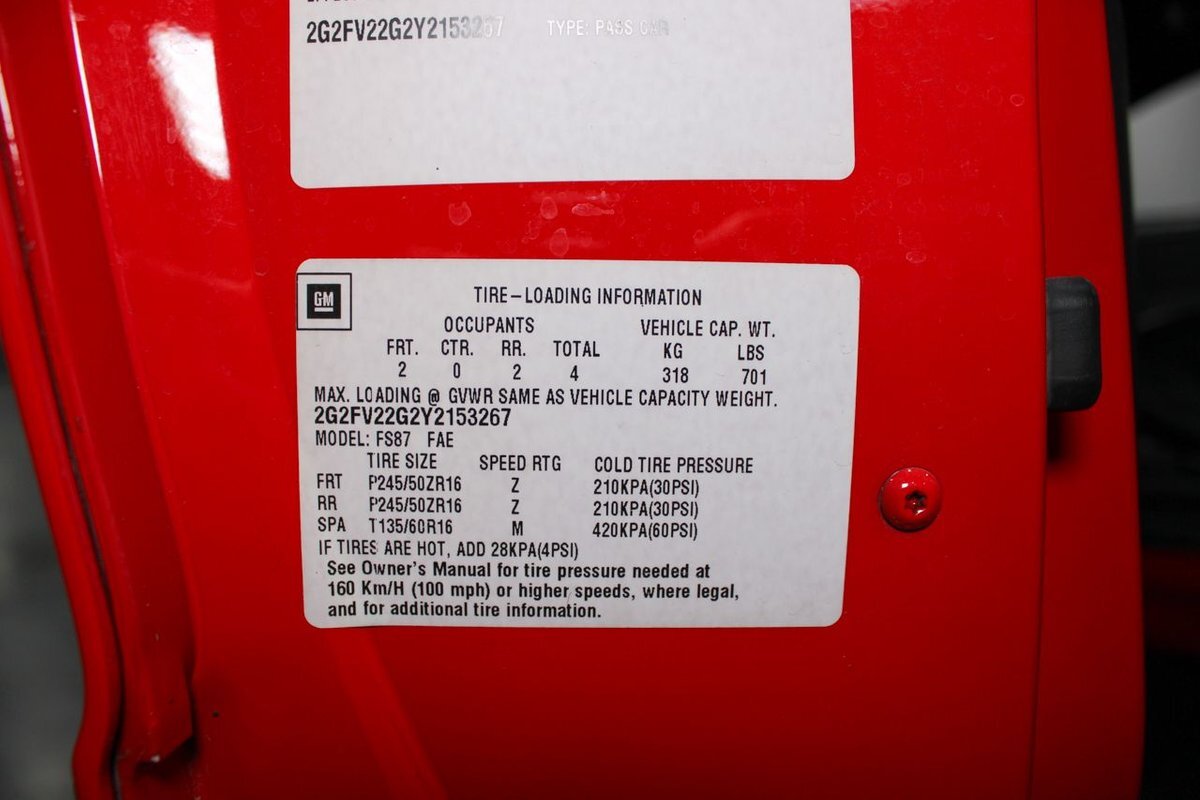 2G2FV22G2Y2153267 TYPE: PASS CAR
GM
TIRE-LOADING INFORMATION
OCCUPANTS VEHICLE CAP. WT.
FRT. CTR. RR. TOTAL KG LBS
2 0 2 4 318 701
MAX. LOADING @ GVWR SAME AS VEHICLE CAPACITY WEIGHT.
2G2FV22G2Y2153267
MODEL: FS87 FAE
TIRE SIZE SPEED RTG COLD TIRE PRESSURE
FRT P245/50ZR16 Z 210KPA(30PSI)
RR P245/50ZR16 Z 210KPA(30PSI)
SPA T135/60R16 M 420KPA(60PSI)
IF TIRES ARE HOT, ADD 28KPA(4PSI)
See Owner's Manual for tire pressure needed at
160 Km/H (100 mph) or higher speeds, where legal,
and for additional tire information.